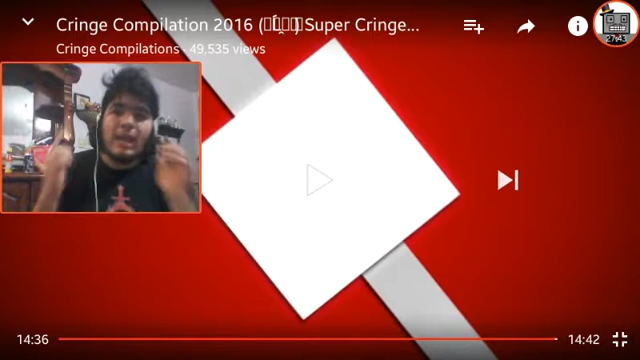 Cringe Compilation 2016 ( ) Super Cringe...
Cringe Compilations · 49,535 views
27:43
14:36
14:42